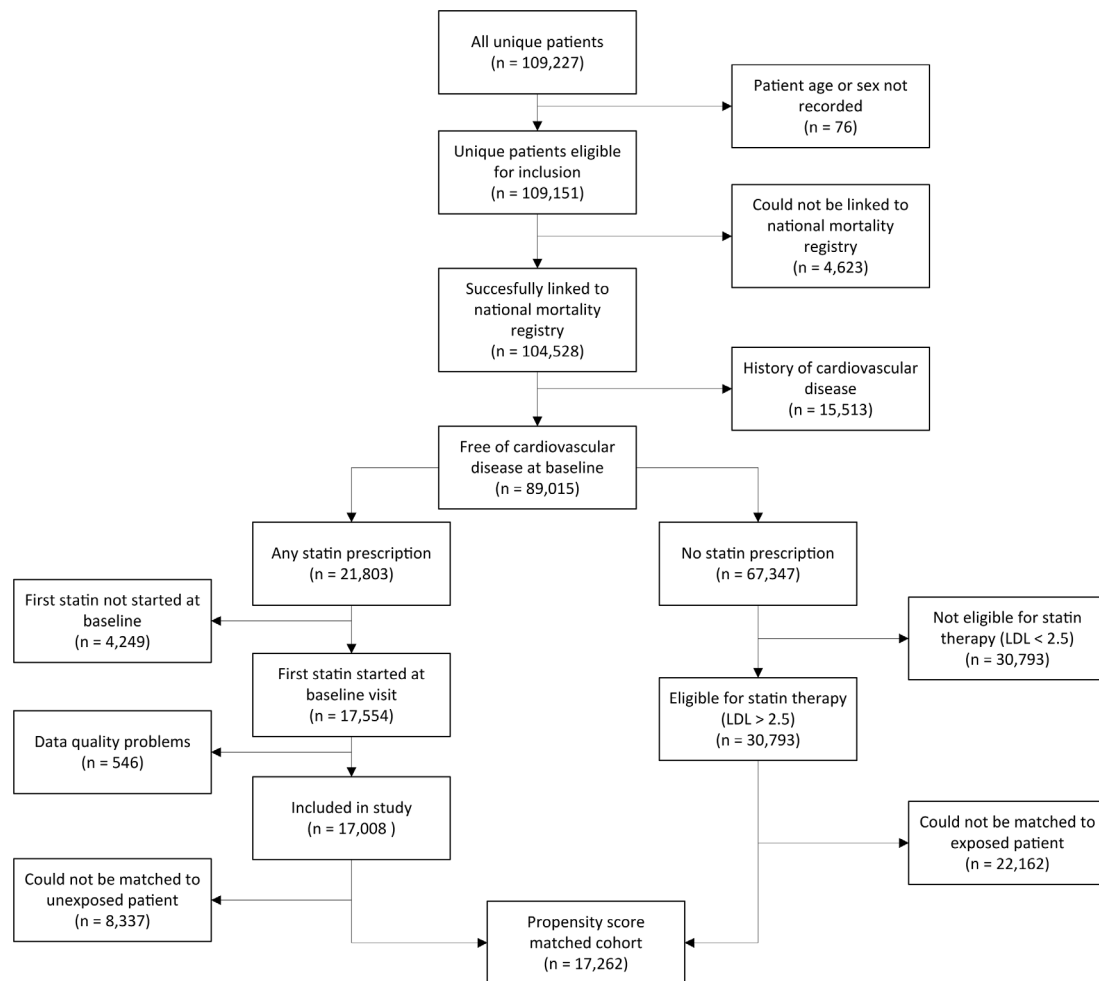 All unique patients
(n = 109,227)
Patient age or sex not
recorded
(n = 76)
Unique patients eligible
for inclusion
(n = 109,151)
Could not be linked to
national mortality
registry
(n = 4,623)
Succesfully linked to
national mortality
registry
(n = 104,528)
History of cardiovascular
disease
(n = 15,513)
Free of cardiovascular
disease at baseline
(n = 89,015)
Any statin prescription
(n = 21,803)
No statin prescription
(n = 67,347)
First statin not started at
baseline
(n = 4,249)
Not eligible for statin
therapy (LDL < 2.5)
(n = 30,793)
First statin started at
baseline visit
(n = 17,554)
Eligible for statin therapy
(LDL > 2.5)
(n = 30,793)
Data quality problems
(n = 546)
Included in study
(n = 17,008 )
Could not be matched to
exposed patient
(n = 22,162)
Could not be matched to
unexposed patient
(n = 8,337)
Propensity score
matched cohort
(n = 17,262)